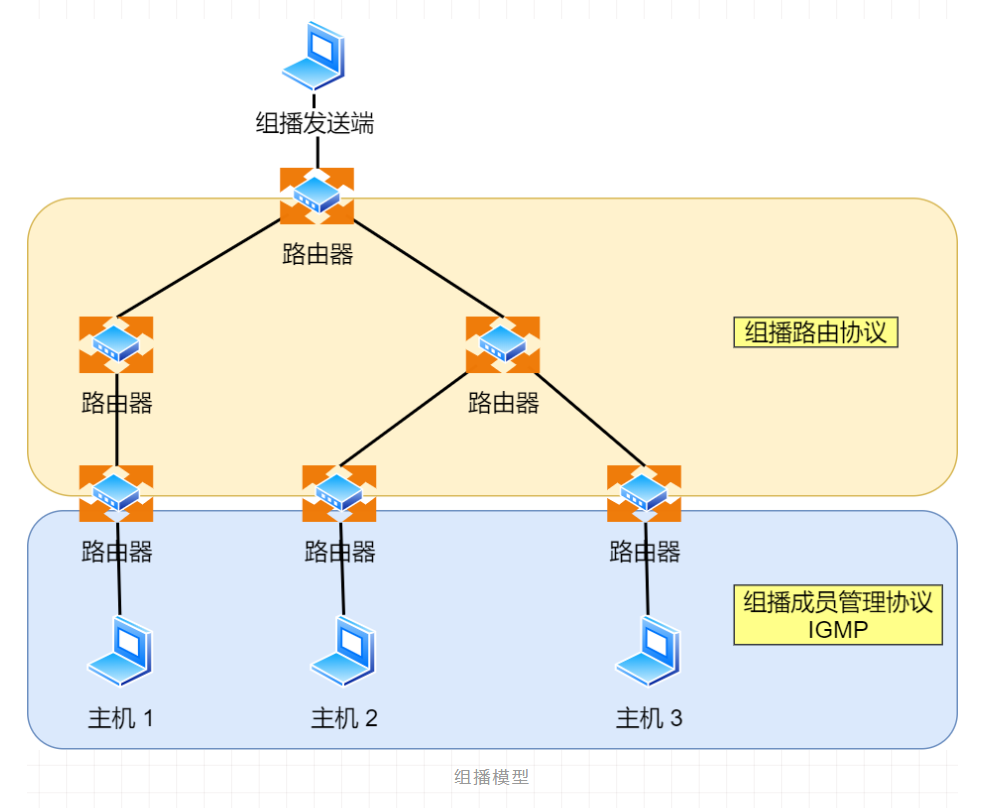 组播发送端
路由器
组播路由协议
路由器
路由器
路由器
路由器
路由器
组播成员管理协议
IGMP
主机 1
主机 2
主机 3
组播模型